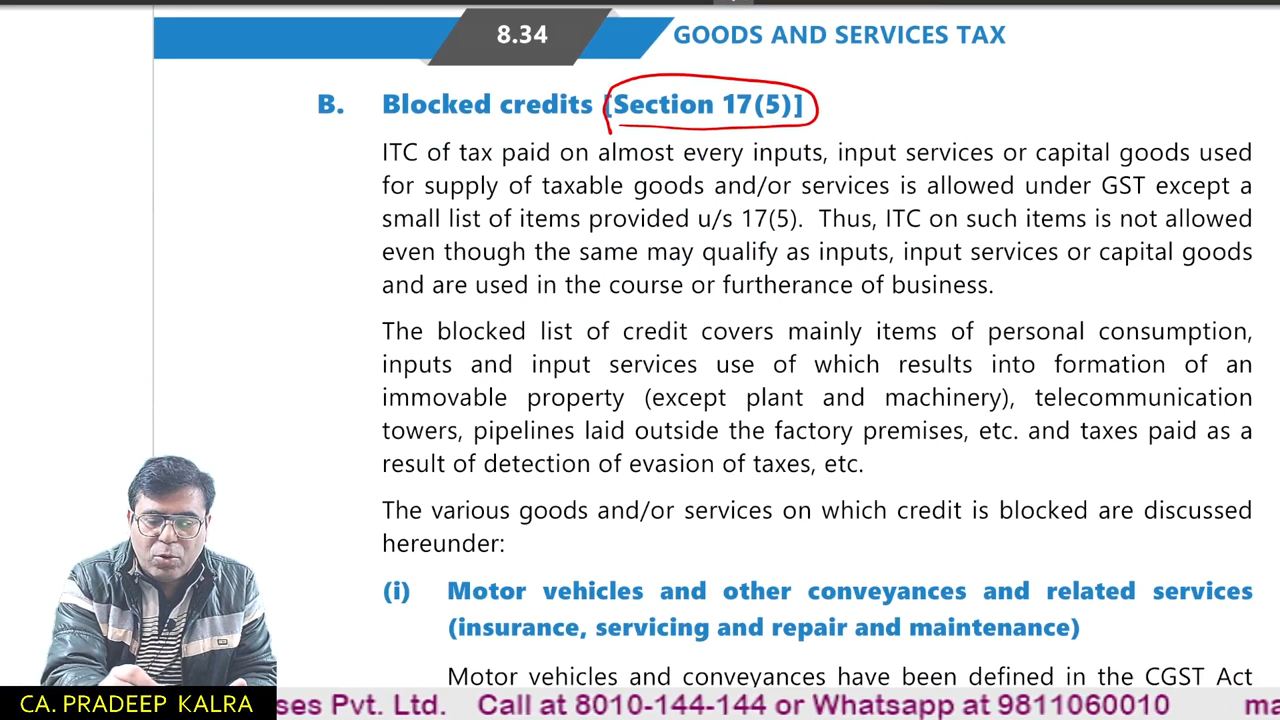 8.34
GOODS AND SERVICES TAX
B. Blocked credits [Section 17(5)]
ITC of tax paid on almost every inputs, input services or capital goods used
for supply of taxable goods and/or services is allowed under GST except a
small list of items provided u/s 17(5). Thus, ITC on such items is not allowed
even though the same may qualify as inputs, input services or capital goods
and are used in the course or furtherance of business.
The blocked list of credit covers mainly items of personal consumption,
inputs and input services use of which results into formation of an
immovable property (except plant and machinery), telecommunication
towers, pipelines laid outside the factory premises, etc. and taxes paid as a
result of detection of evasion of taxes, etc.
The various goods and/or services on which credit is blocked are discussed
hereunder:
(i) Motor vehicles and other conveyances and related services
(insurance, servicing and repair and maintenance)
Motor vehicles and conveyances have been defined in the CGST Act
CA. PRADEEP KALRA
ses Pvt. Ltd. Call at 8010-144-144 or Whatsapp at 9811060010 ma